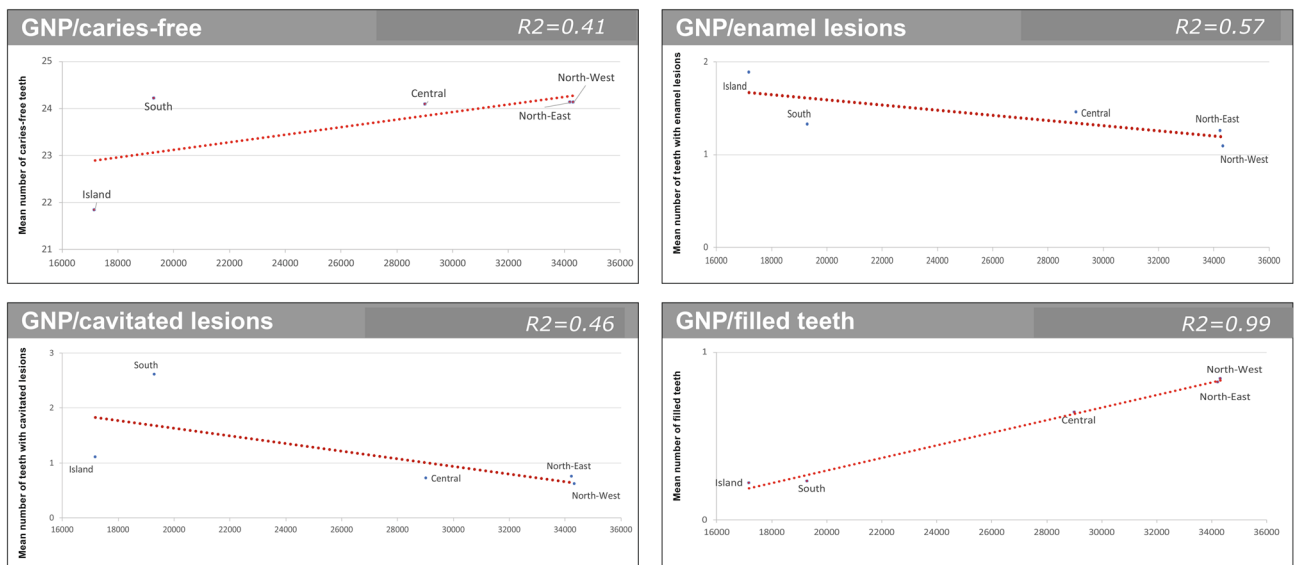 GNP/caries-free R2=0.41
Mean number of caries-free teeth
25
24
23
22
21
North-West
Central
South
North-East
Island
16000 18000 20000 22000 24000 26000 28000 30000 32000 34000 36000
GNP/enamel lesions R2=0.57
Mean number of teeth with enamel lesions
2
1
0
Island
South
Central
North-East
North-West
16000 18000 20000 22000 24000 26000 28000 30000 32000 34000 36000
GNP/cavitated lesions R2=0.46
Mean number of teeth with cavitated lesions
3
2
1
0
South
Island
North-East
Central
North-West
16000 18000 20000 22000 24000 26000 28000 30000 32000 34000 36000
GNP/filled teeth R2=0.99
Mean number of filled teeth
1
0
North-West
North-East
Central
Island
South
16000 18000 20000 22000 24000 26000 28000 30000 32000 34000 36000